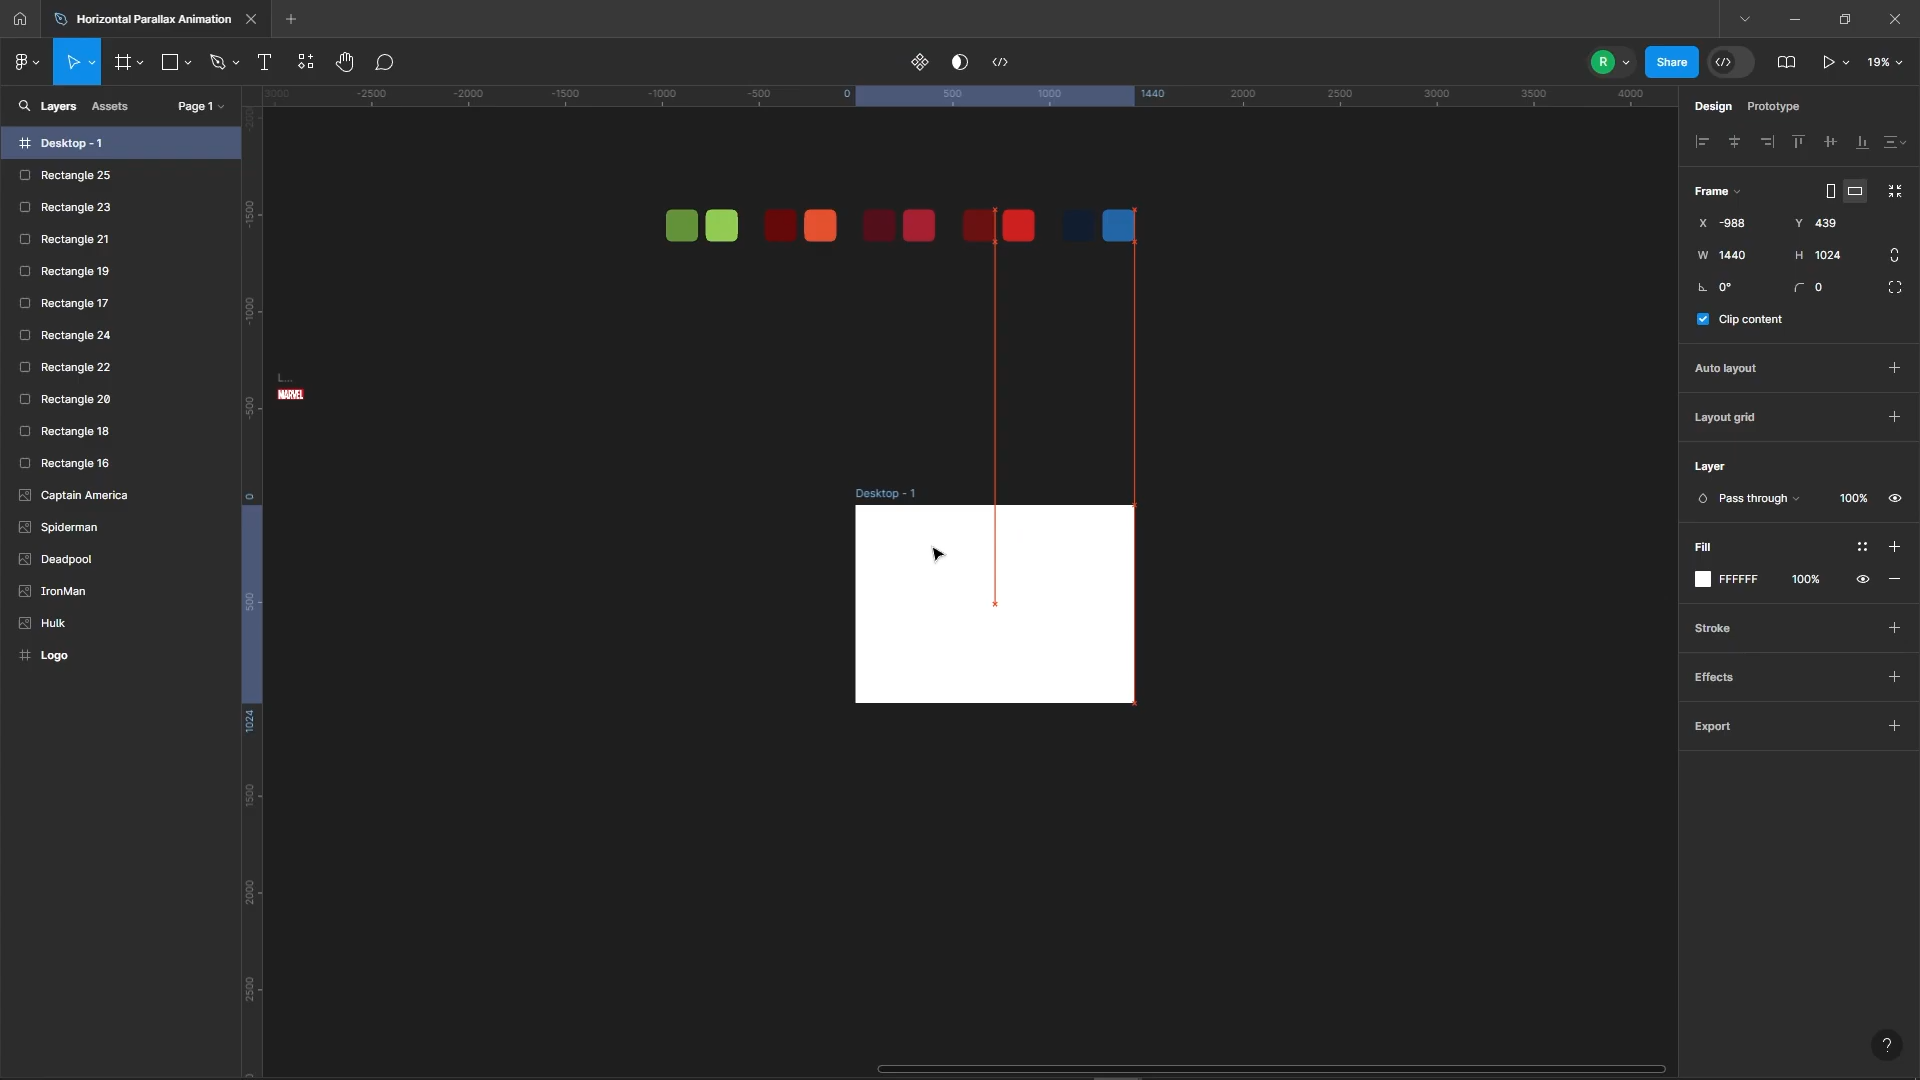 Horizontal Parallax Animation
19%
R
Share
Layers
Assets
Page 1
Desktop - 1
Rectangle 25
Rectangle 23
Rectangle 21
Rectangle 19
Rectangle 17
Rectangle 24
Rectangle 22
Rectangle 20
Rectangle 18
Rectangle 16
Captain America
Spiderman
Deadpool
IronMan
Hulk
Logo
-2500 -2000 -1500 -1000 -500 0 500 1000 1440 2000 2500 3000 3500 4000
-1500
-1000
-500
0
500
1024
1500
2000
2500
L...
MARVEL
Desktop - 1
Design
Prototype
Frame
X -988 Y 439
W 1440 H 1024
0° 0
Clip content
Auto layout
Layout grid
Layer
Pass through 100%
Fill
FFFFFF 100%
Stroke
Effects
Export
?